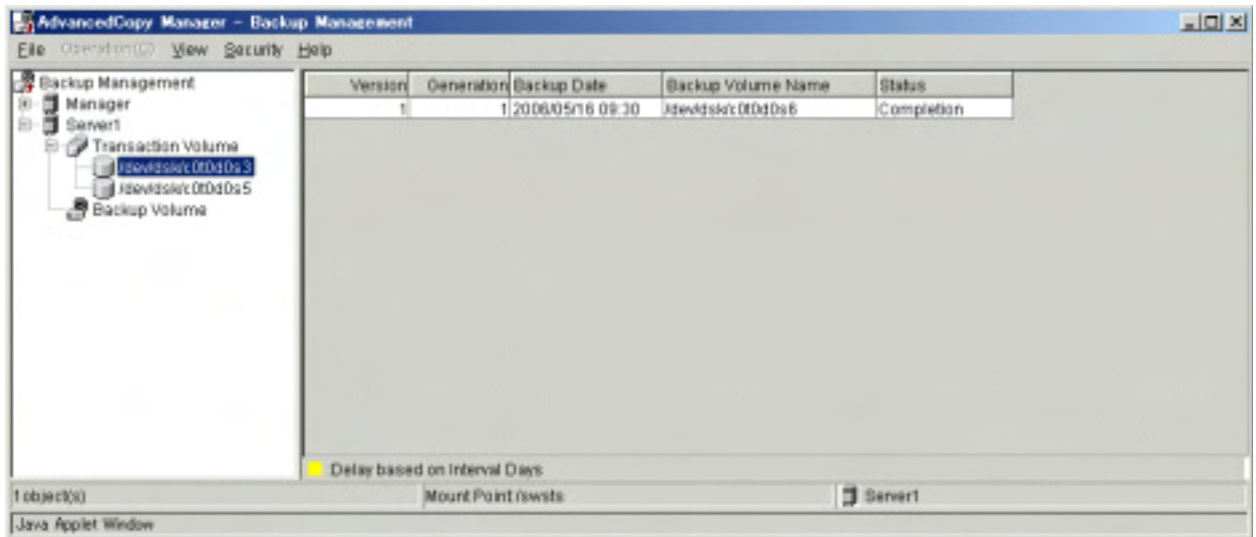 AdvancedCopy Manager - Backup Management
File Operation(O) View Security Help
Backup Management
Manager
Server1
Transaction Volume
/dev/dsk/c0t0d0s3
/dev/dsk/c0t0d0s5
Backup Volume
Version Generation Backup Date Backup Volume Name Status
1 1 2006/05/16 09:30 /dev/dsk/c0t0d0s6 Completion
Delay based on Interval Days
1 object(s) Mount Point /swsts Server1
Java Applet Window